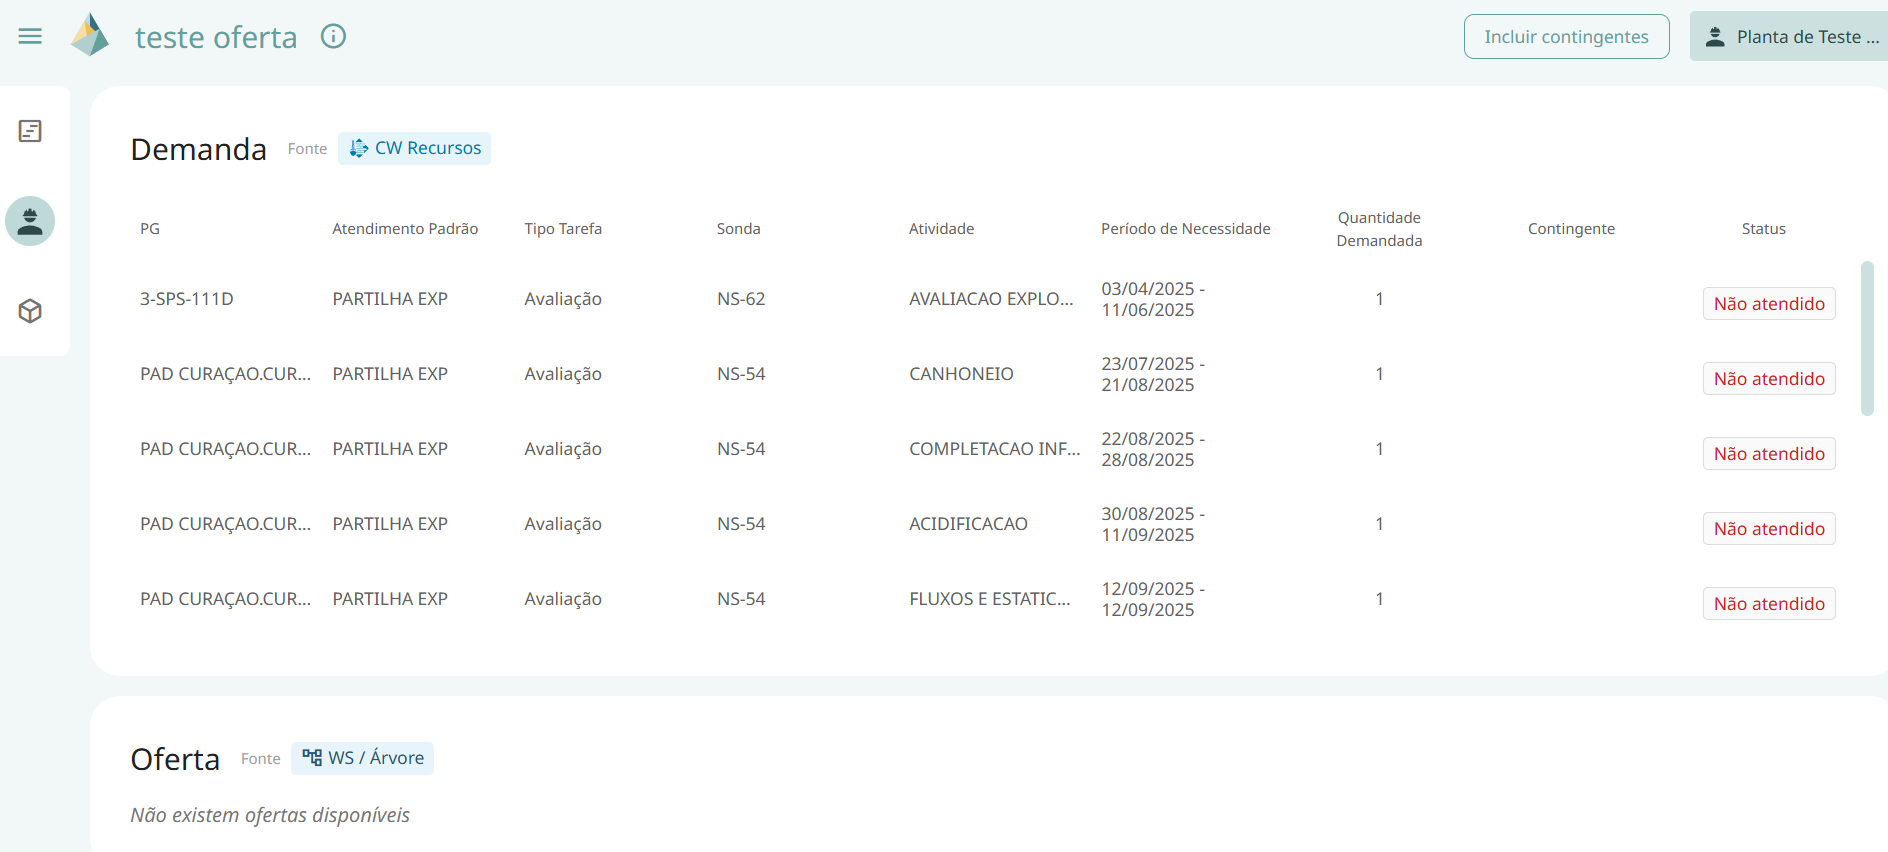 teste oferta
Incluir contingentes
Planta de Teste ...
Demanda Fonte CW Recursos
PG Atendimento Padrão Tipo Tarefa Sonda Atividade Período de Necessidade Quantidade Demandada Contingente Status
3-SPS-111D PARTILHA EXP Avaliação NS-62 AVALIACAO EXPLO... 03/04/2025 - 11/06/2025 1 Não atendido
PAD CURAÇAO.CUR... PARTILHA EXP Avaliação NS-54 CANHONEIO 23/07/2025 - 21/08/2025 1 Não atendido
PAD CURAÇAO.CUR... PARTILHA EXP Avaliação NS-54 COMPLETACAO INF... 22/08/2025 - 28/08/2025 1 Não atendido
PAD CURAÇAO.CUR... PARTILHA EXP Avaliação NS-54 ACIDIFICACAO 30/08/2025 - 11/09/2025 1 Não atendido
PAD CURAÇAO.CUR... PARTILHA EXP Avaliação NS-54 FLUXOS E ESTATIC... 12/09/2025 - 12/09/2025 1 Não atendido
Oferta Fonte WS / Árvore
Não existem ofertas disponíveis